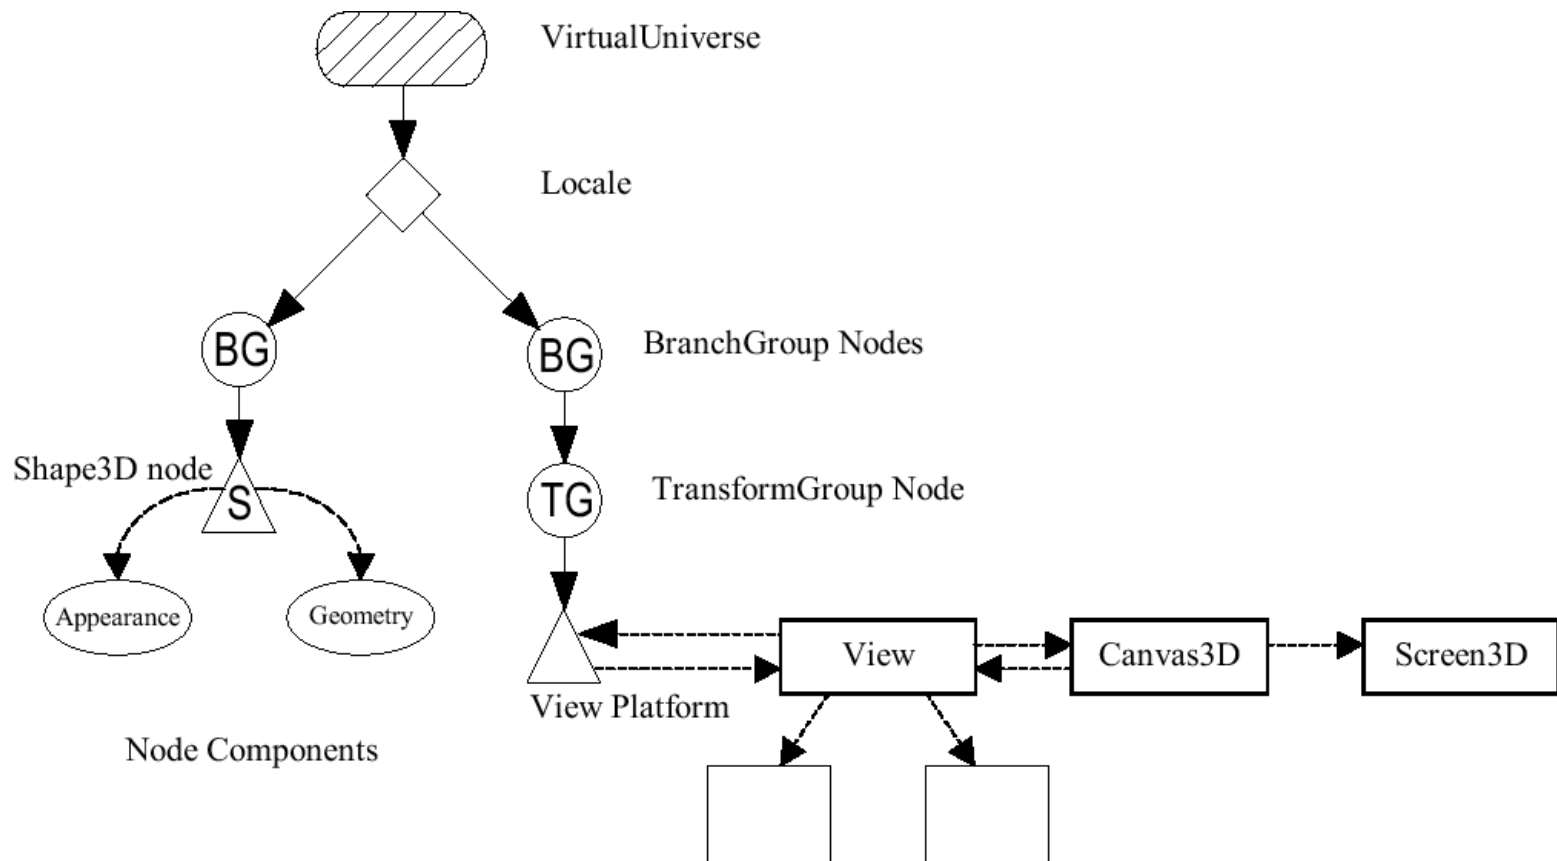 VirtualUniverse
Locale
BG
BG
BranchGroup Nodes
Shape3D node
S
TG
TransformGroup Node
Appearance
Geometry
View
Canvas3D
Screen3D
View Platform
Node Components